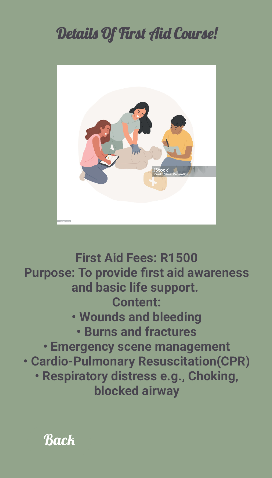 Details Of First Aid Course!
iStock
First Aid Fees: R1500
Purpose: To provide first aid awareness
and basic life support.
Content:
• Wounds and bleeding
• Burns and fractures
• Emergency scene management
• Cardio-Pulmonary Resuscitation(CPR)
• Respiratory distress e.g., Choking,
blocked airway
Back